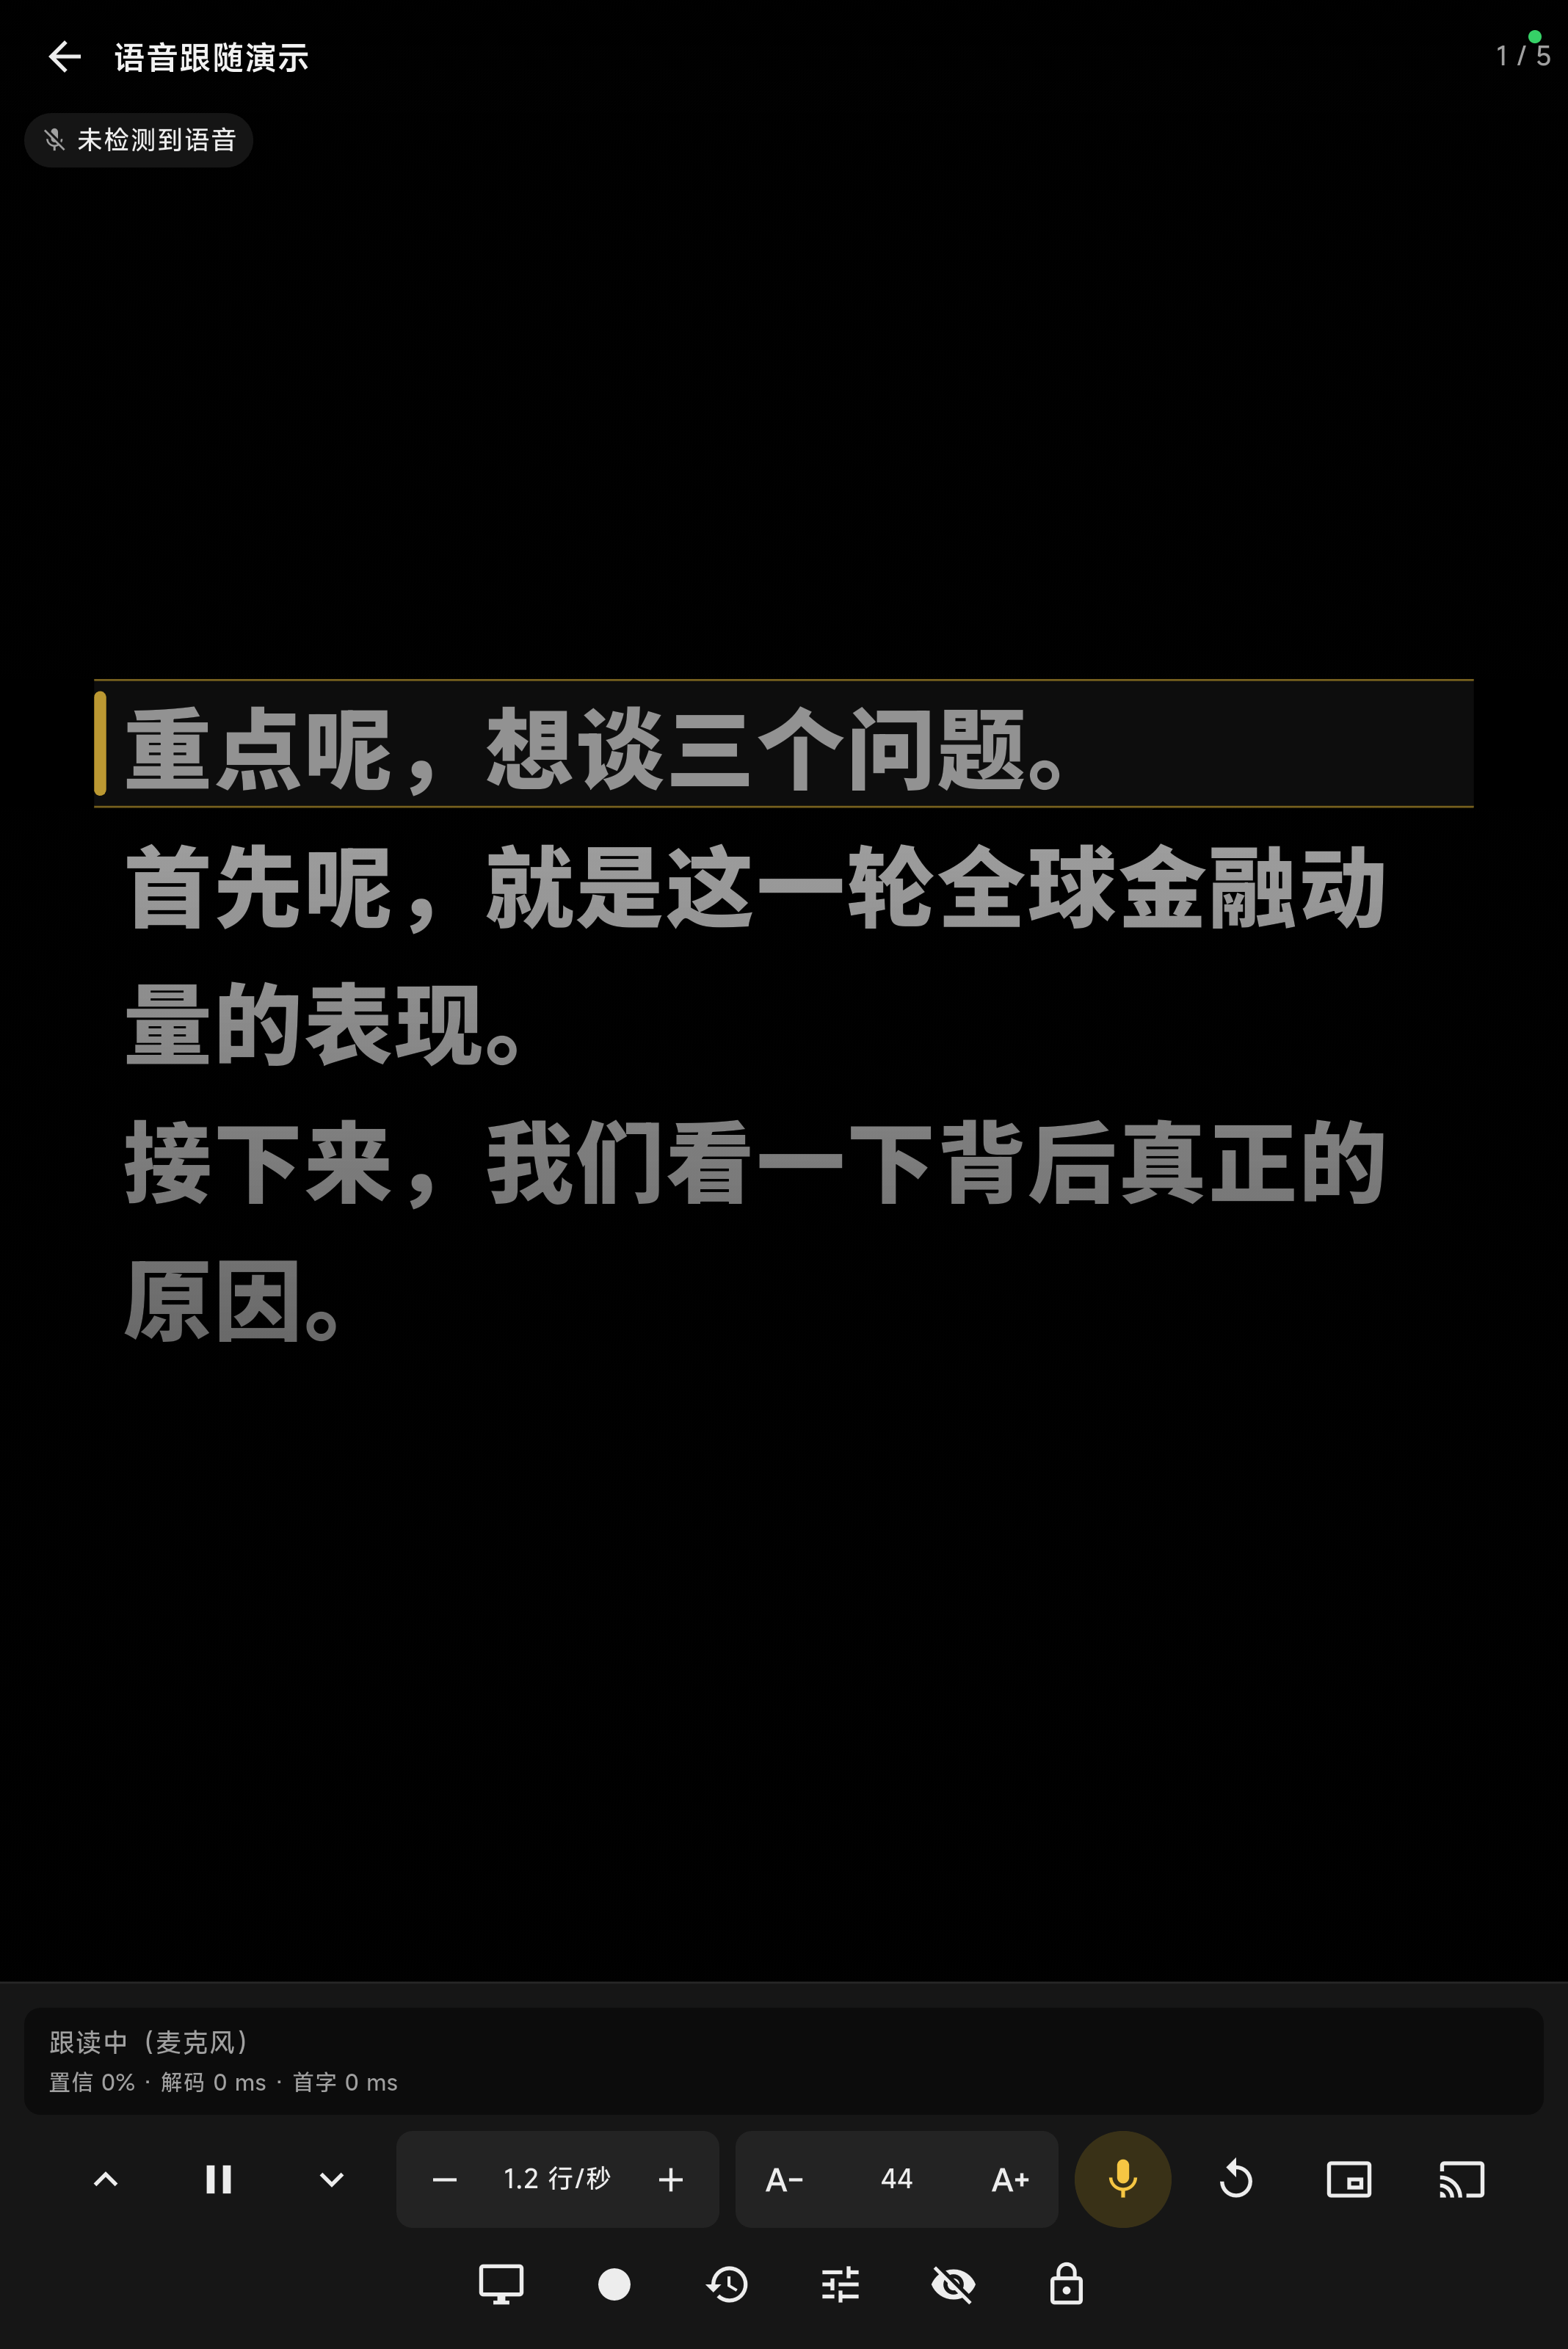 语音跟随演示
1 / 5
未检测到语音
重点呢，想谈三个问题。
首先呢，就是这一轮全球金融动
量的表现。
接下来，我们看一下背后真正的
原因。
跟读中（麦克风）
置信 0% · 解码 0 ms · 首字 0 ms
1.2 行/秒
A- 44 A+